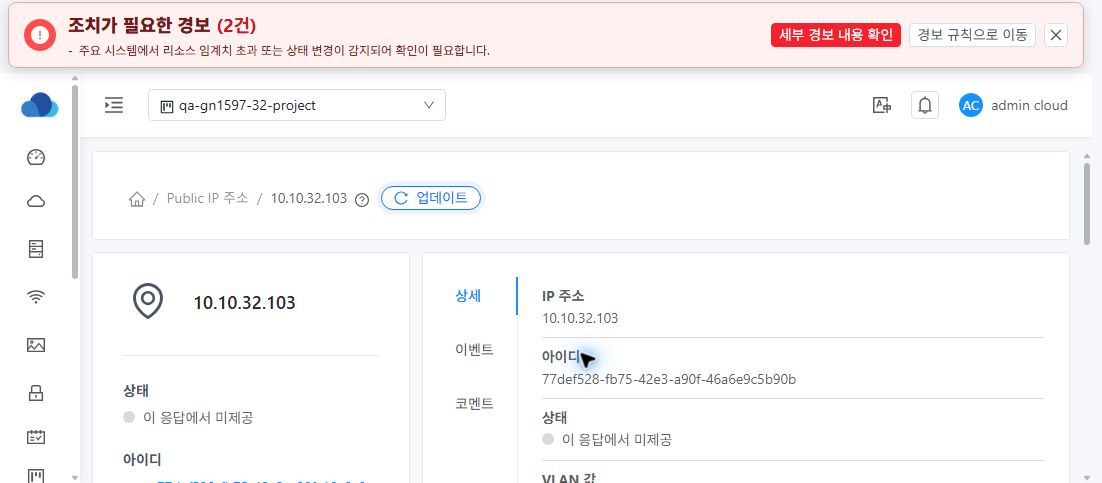 조치가 필요한 경보 (2건)
- 주요 시스템에서 리소스 임계치 초과 또는 상태 변경이 감지되어 확인이 필요합니다.
세부 경보 내용 확인
경보 규칙으로 이동
qa-gn1597-32-project
AC admin cloud
/ Public IP 주소 / 10.10.32.103
업데이트
10.10.32.103
상태
이 응답에서 미제공
아이디
상세
이벤트
코멘트
IP 주소
10.10.32.103
아이디
77def528-fb75-42e3-a90f-46a6e9c5b90b
상태
이 응답에서 미제공
VLAN 값